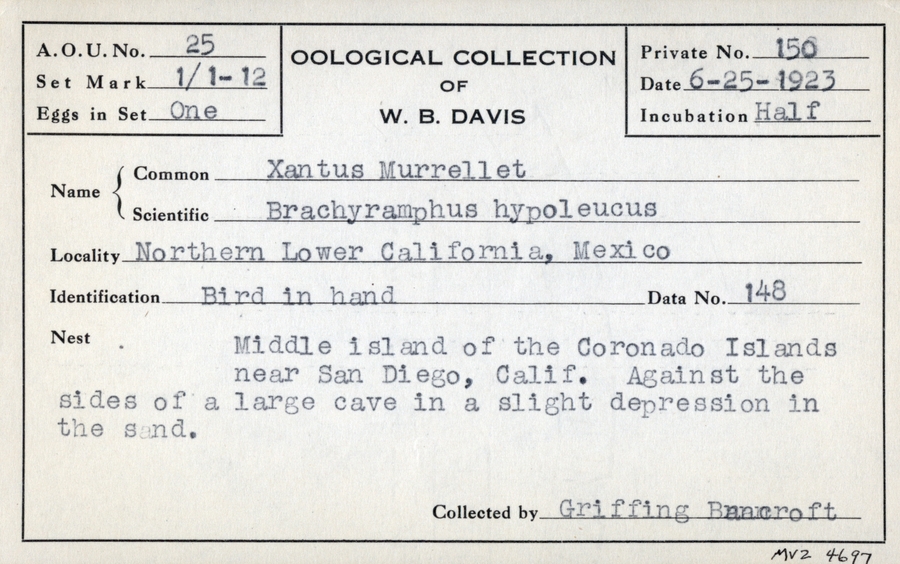 A.O.U. No. 25
Set Mark 1/1-12
Eggs in Set One
OOLOGICAL COLLECTION
OF
W. B. DAVIS
Private No. 150
Date 6-25-1923
Incubation Half
Name
Common Xantus Murrellet
Scientific Brachyramphus hypoleucus
Locality Northern Lower California, Mexico
Identification Bird in hand Data No. 148
Nest Middle island of the Coronado Islands
near San Diego, Calif. Against the
sides of a large cave in a slight depression in
the sand.
Collected by Griffing Bancroft
MVZ 4697